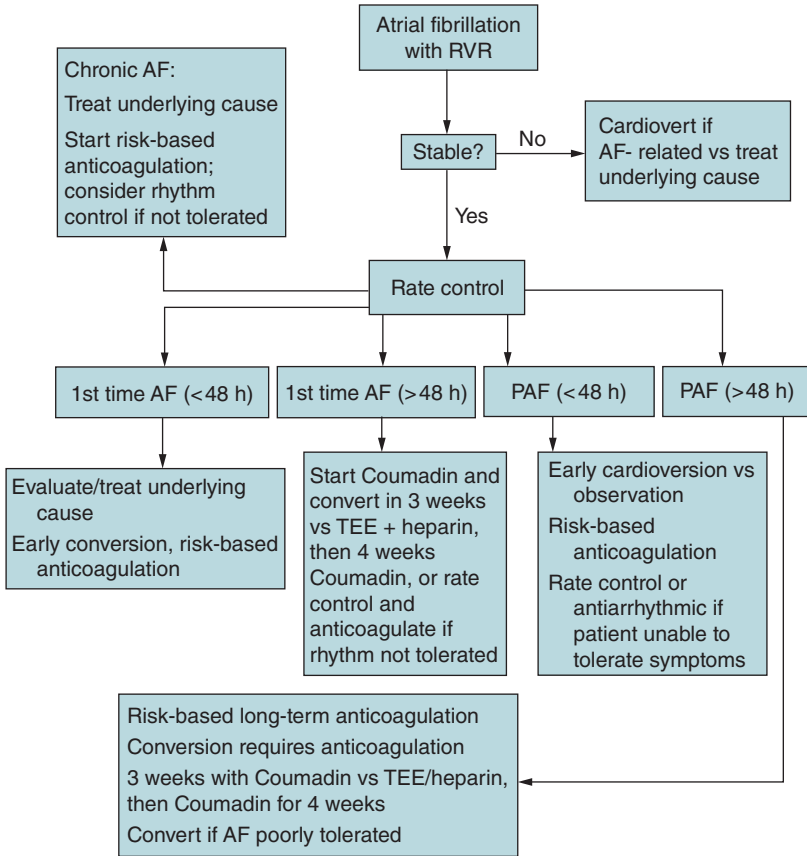 Atrial fibrillation
with RVR
Chronic AF:
Treat underlying cause
Start risk-based
anticoagulation;
consider rhythm
control if not tolerated
Stable?
No
Cardiovert if
AF- related vs treat
underlying cause
Yes
Rate control
1st time AF (<48 h)
1st time AF (>48 h)
PAF (<48 h)
PAF (>48 h)
Evaluate/treat underlying
cause
Early conversion, risk-based
anticoagulation
Start Coumadin and
convert in 3 weeks
vs TEE + heparin,
then 4 weeks
Coumadin, or rate
control and
anticoagulate if
rhythm not tolerated
Early cardioversion vs
observation
Risk-based
anticoagulation
Rate control or
antiarrhythmic if
patient unable to
tolerate symptoms
Risk-based long-term anticoagulation
Conversion requires anticoagulation
3 weeks with Coumadin vs TEE/heparin,
then Coumadin for 4 weeks
Convert if AF poorly tolerated